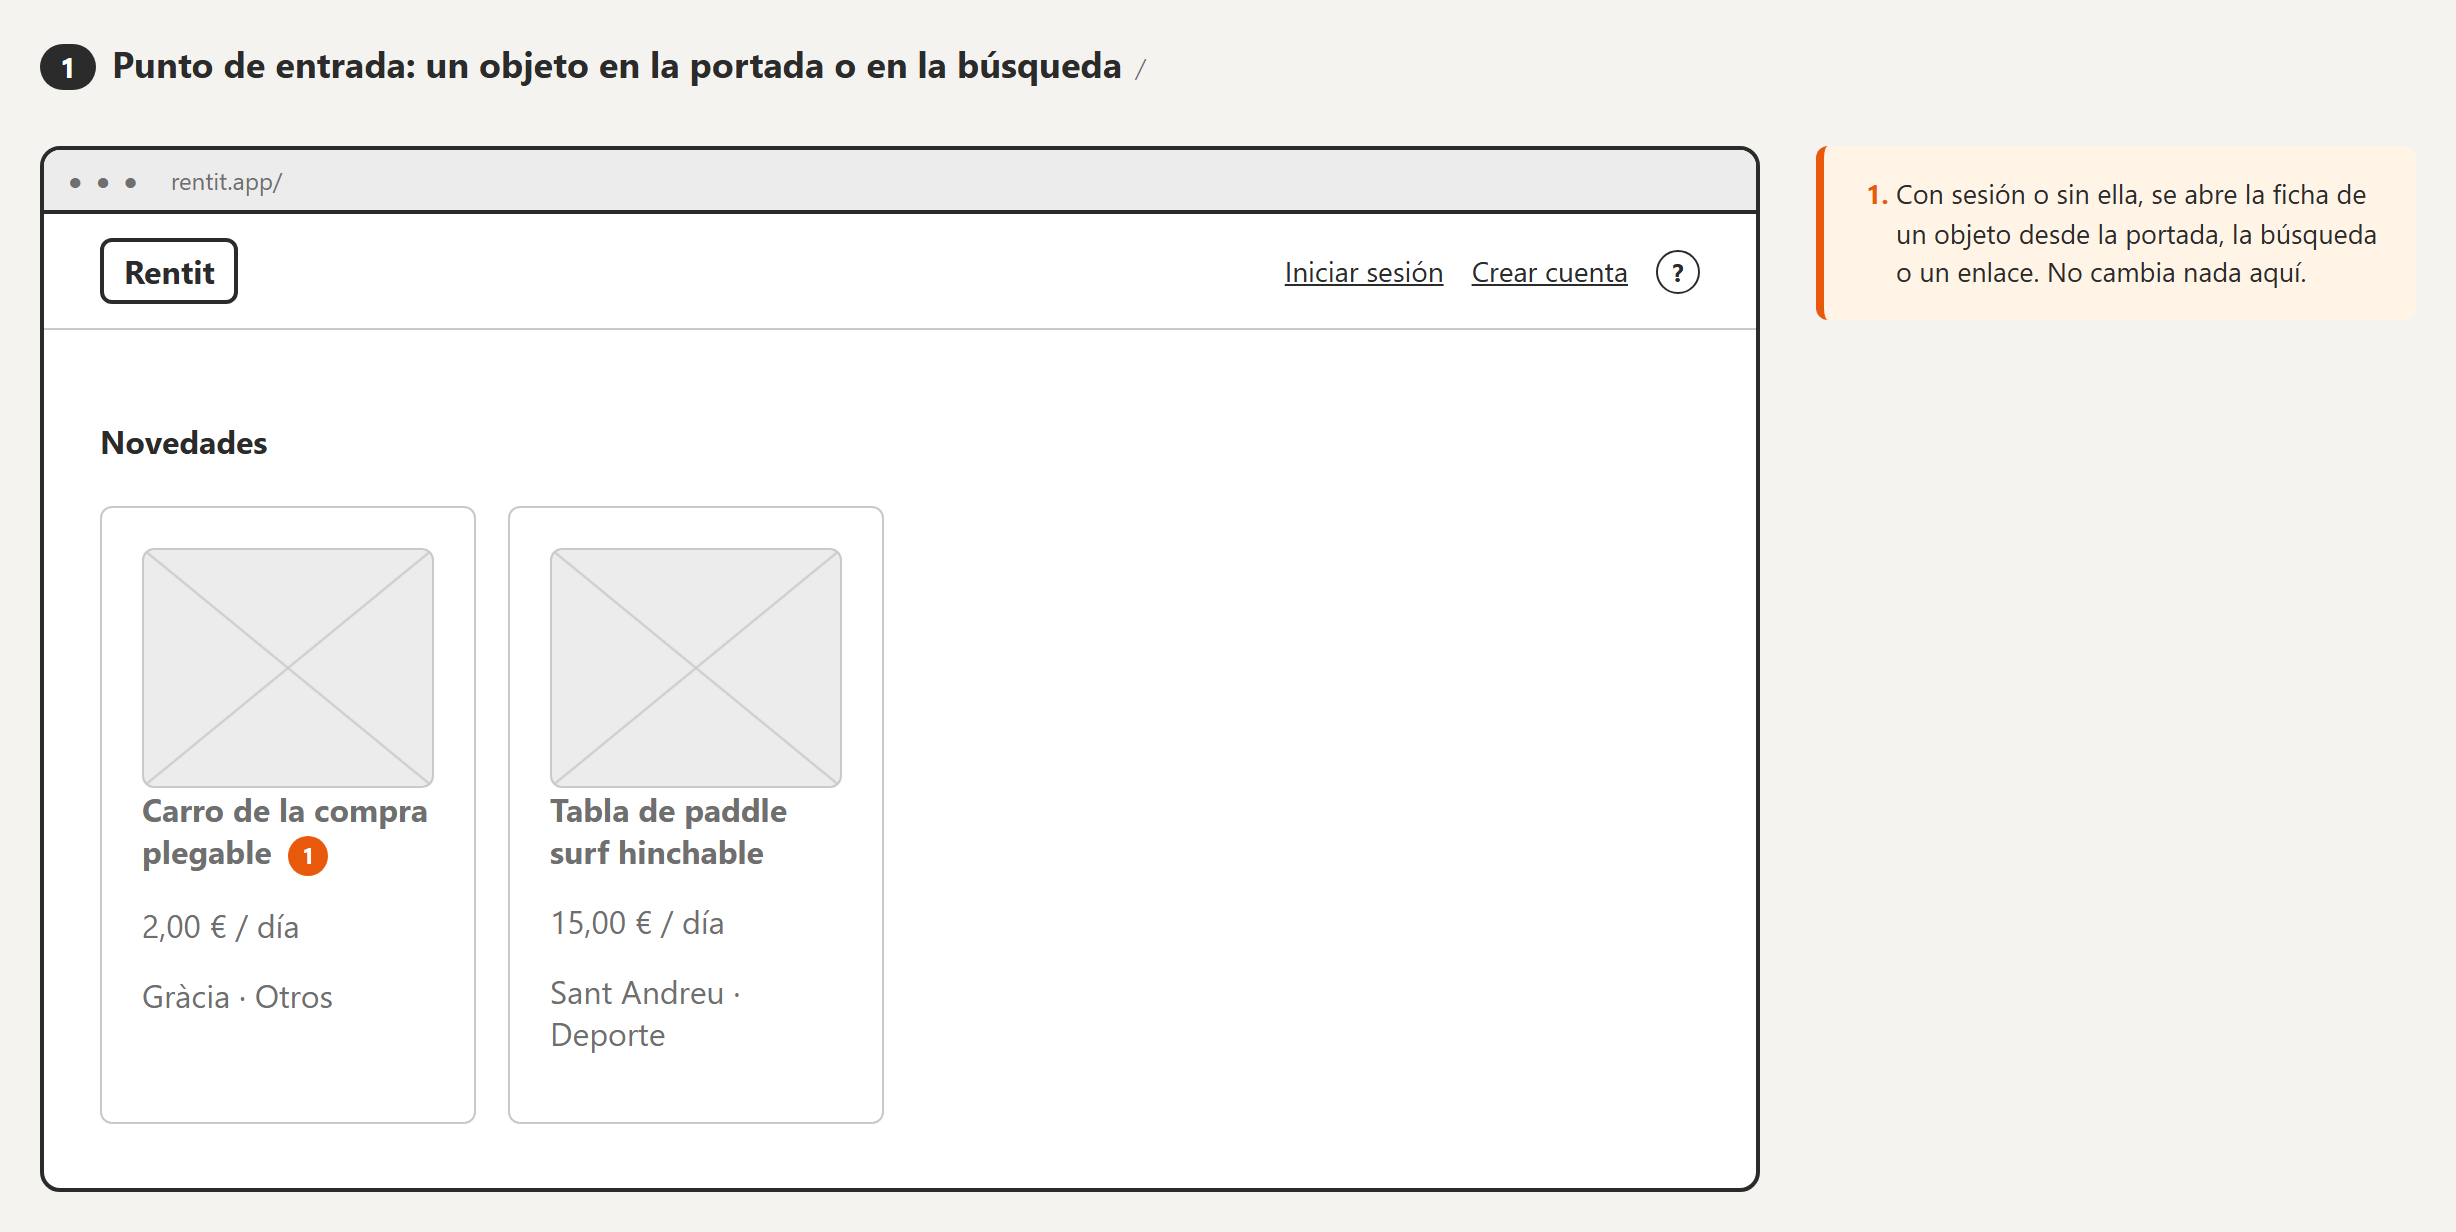 1 Punto de entrada: un objeto en la portada o en la búsqueda /
rentit.app/
Rentit
Iniciar sesión Crear cuenta ?
Novedades
Carro de la compra
plegable 1
2,00 € / día
Gràcia · Otros
Tabla de paddle
surf hinchable
15,00 € / día
Sant Andreu ·
Deporte
1. Con sesión o sin ella, se abre la ficha de
un objeto desde la portada, la búsqueda
o un enlace. No cambia nada aquí.